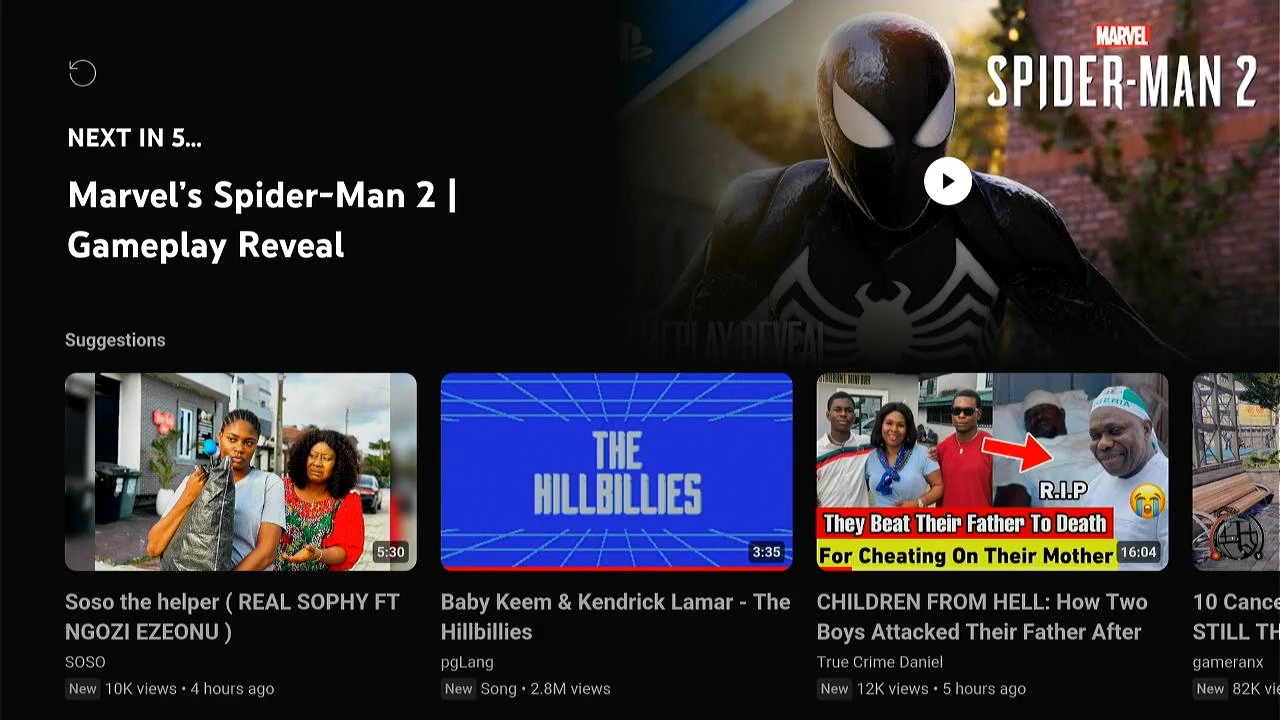 MARVEL
SPIDER-MAN 2
NEXT IN 5...
Marvel's Spider-Man 2 |
Gameplay Reveal
GAMEPLAY REVEAL
Suggestions
5:30
THE
HILLBILLIES
3:35
R.I.P
They Beat Their Father To Death
For Cheating On Their Mother
16:04
Soso the helper ( REAL SOPHY FT
NGOZI EZEONU )
SOSO
New 10K views • 4 hours ago
Baby Keem & Kendrick Lamar - The
Hillbillies
pgLang
New Song • 2.8M views
CHILDREN FROM HELL: How Two
Boys Attacked Their Father After
True Crime Daniel
New 12K views • 5 hours ago
10 Cance
STILL TH
gameranx
New 82K vie